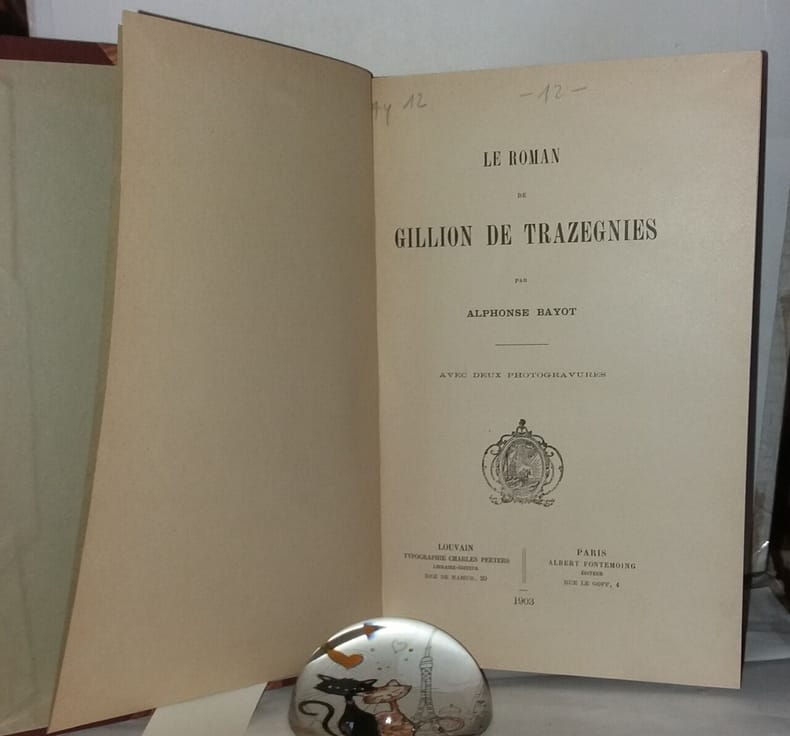 12
- 12 -
LE ROMAN
DE
GILLION DE TRAZEGNIES
PAR
ALPHONSE BAYOT
AVEC DEUX PHOTOGRAVURES
LOUVAIN
TYPOGRAPHIE CHARLES PEETERS
LIBRAIRE-ÉDITEUR
RUE DE NAMUR, 20
PARIS
ALBERT FONTEMOING
ÉDITEUR
RUE LE GOFF, 4
1903